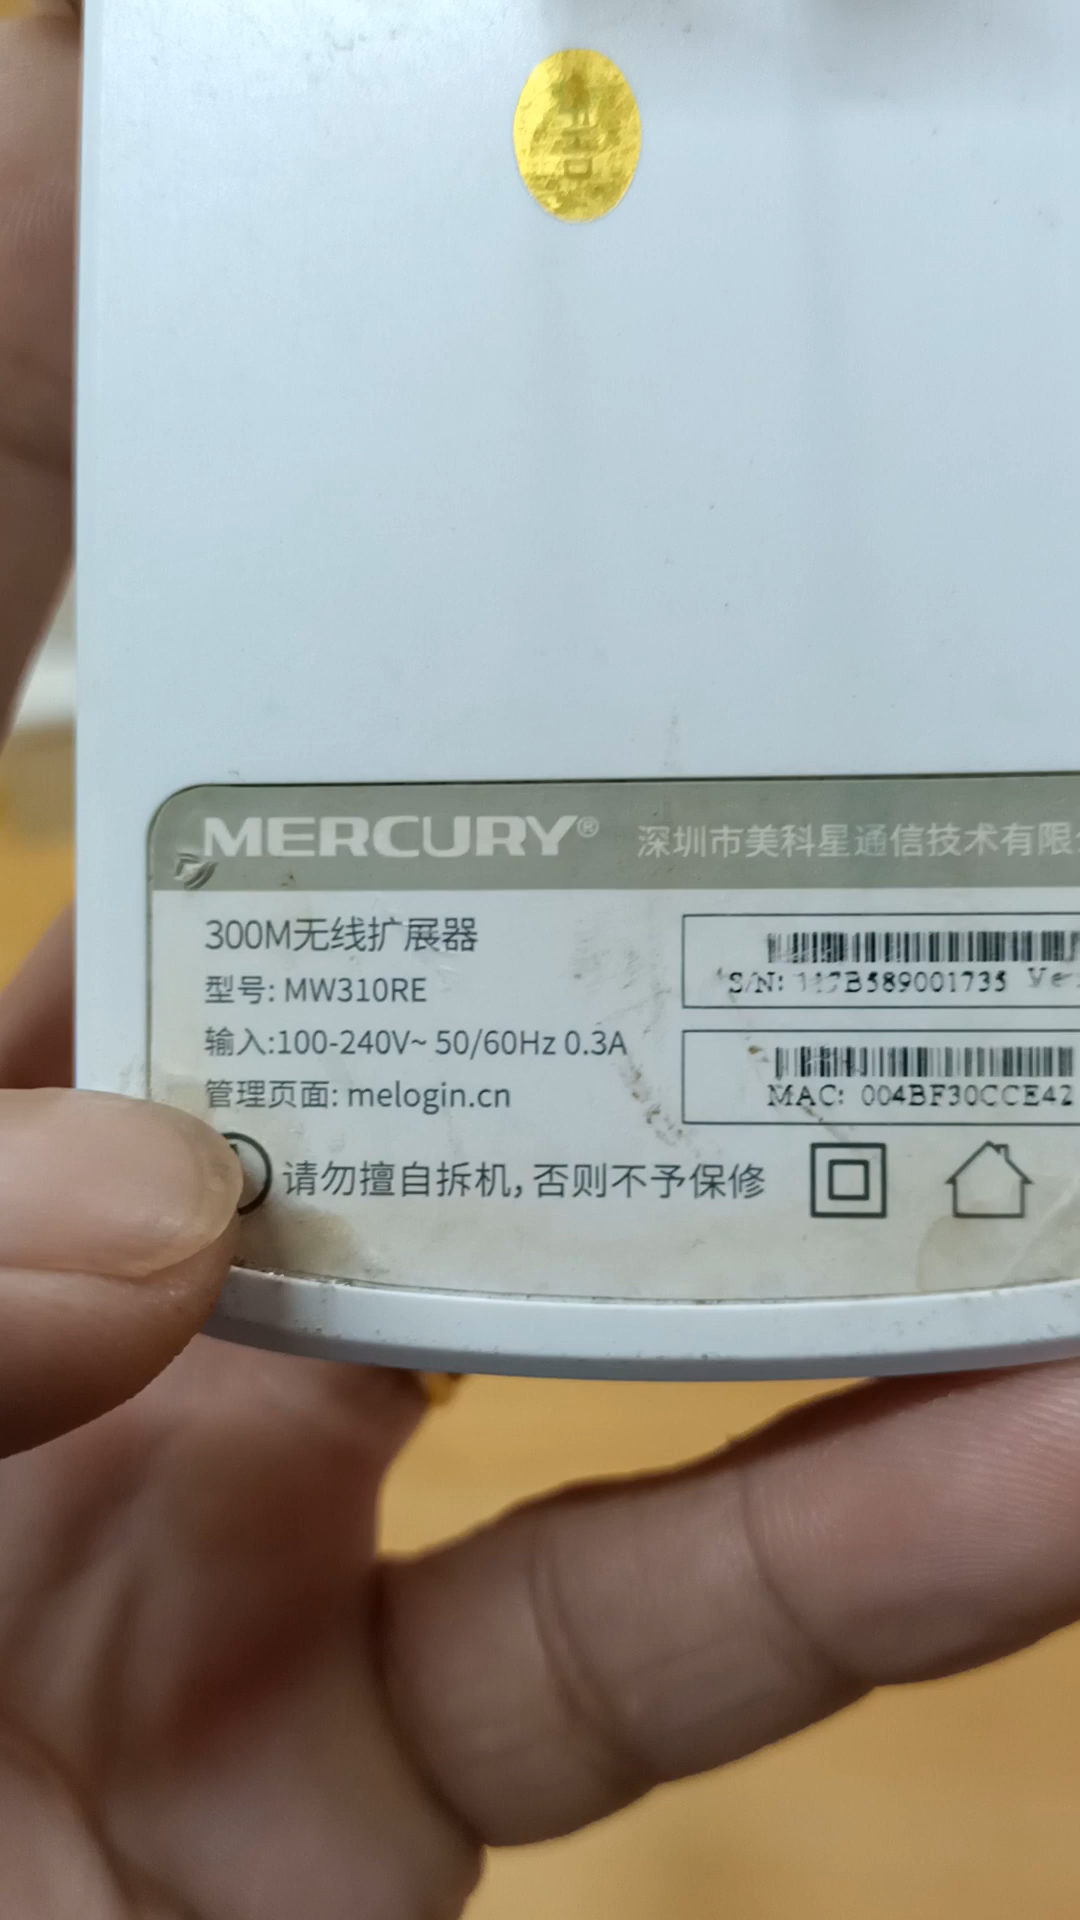 MERCURY® 深圳市美科星通信技术有限
300M无线扩展器
型号: MW310RE
输入:100-240V~ 50/60Hz 0.3A
管理页面: melogin.cn
S/N: 117B589001735 Ve
MAC: 004BF30CCE42
请勿擅自拆机,否则不予保修